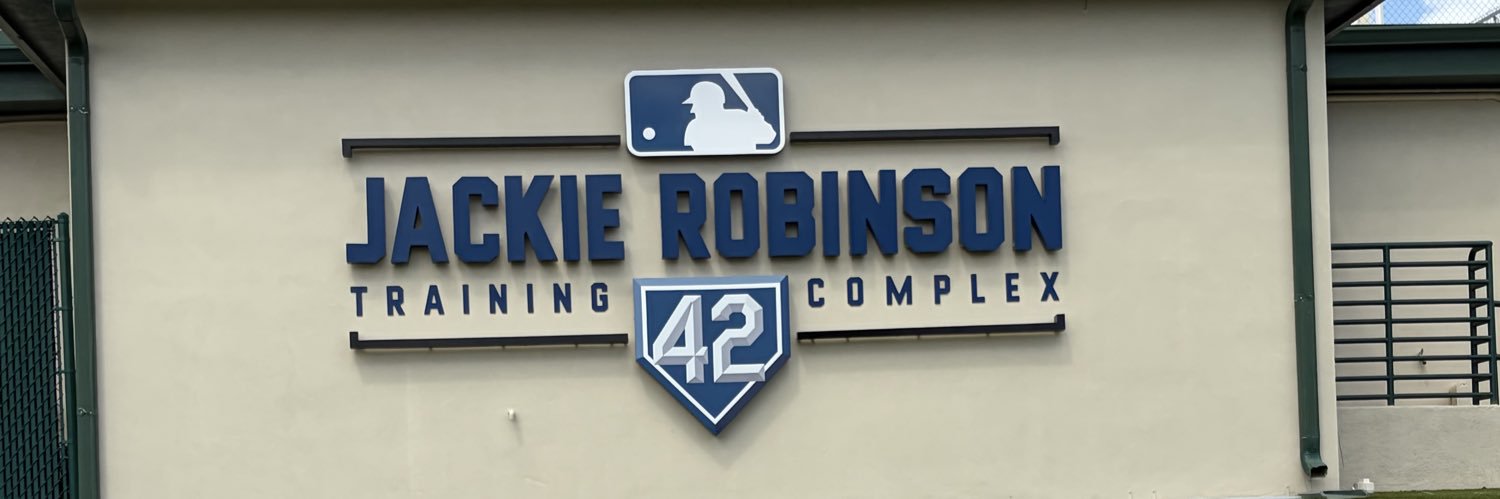 JACKIE ROBINSON
TRAINING COMPLEX
42